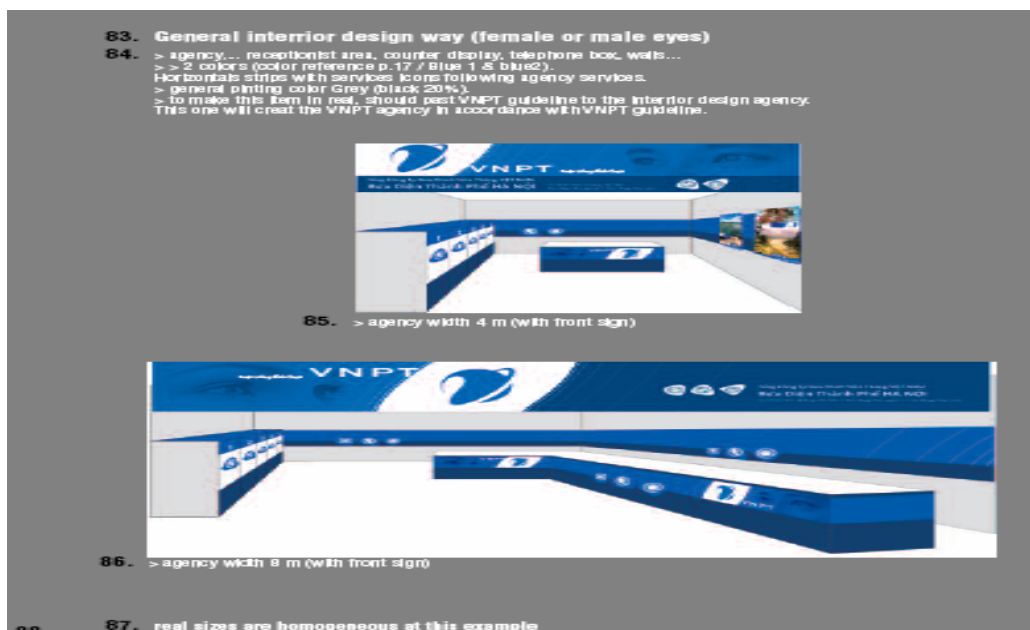 83. General interrior design way (female or male eyes)
84. > agency,... receptionist area, counter display, telephone box, walls...
> > 2 colors (color reference p.17 / Blue 1 & blue2).
Horizontals strips with services icons following agency services.
> general pinting color Grey (black 20%).
> to make this item in real, should past VNPT guideline to the interrior design agency.
This one will creat the VNPT agency in accordance with VNPT guideline.
VNPT
Bưu Điện Thành Phố HÀ NỘI
85. > agency width 4 m (with front sign)
VNPT
Bưu Điện Thành Phố HÀ NỘI
VNPT
86. > agency width 8 m (with front sign)
87. real sizes are homogeneous at this example